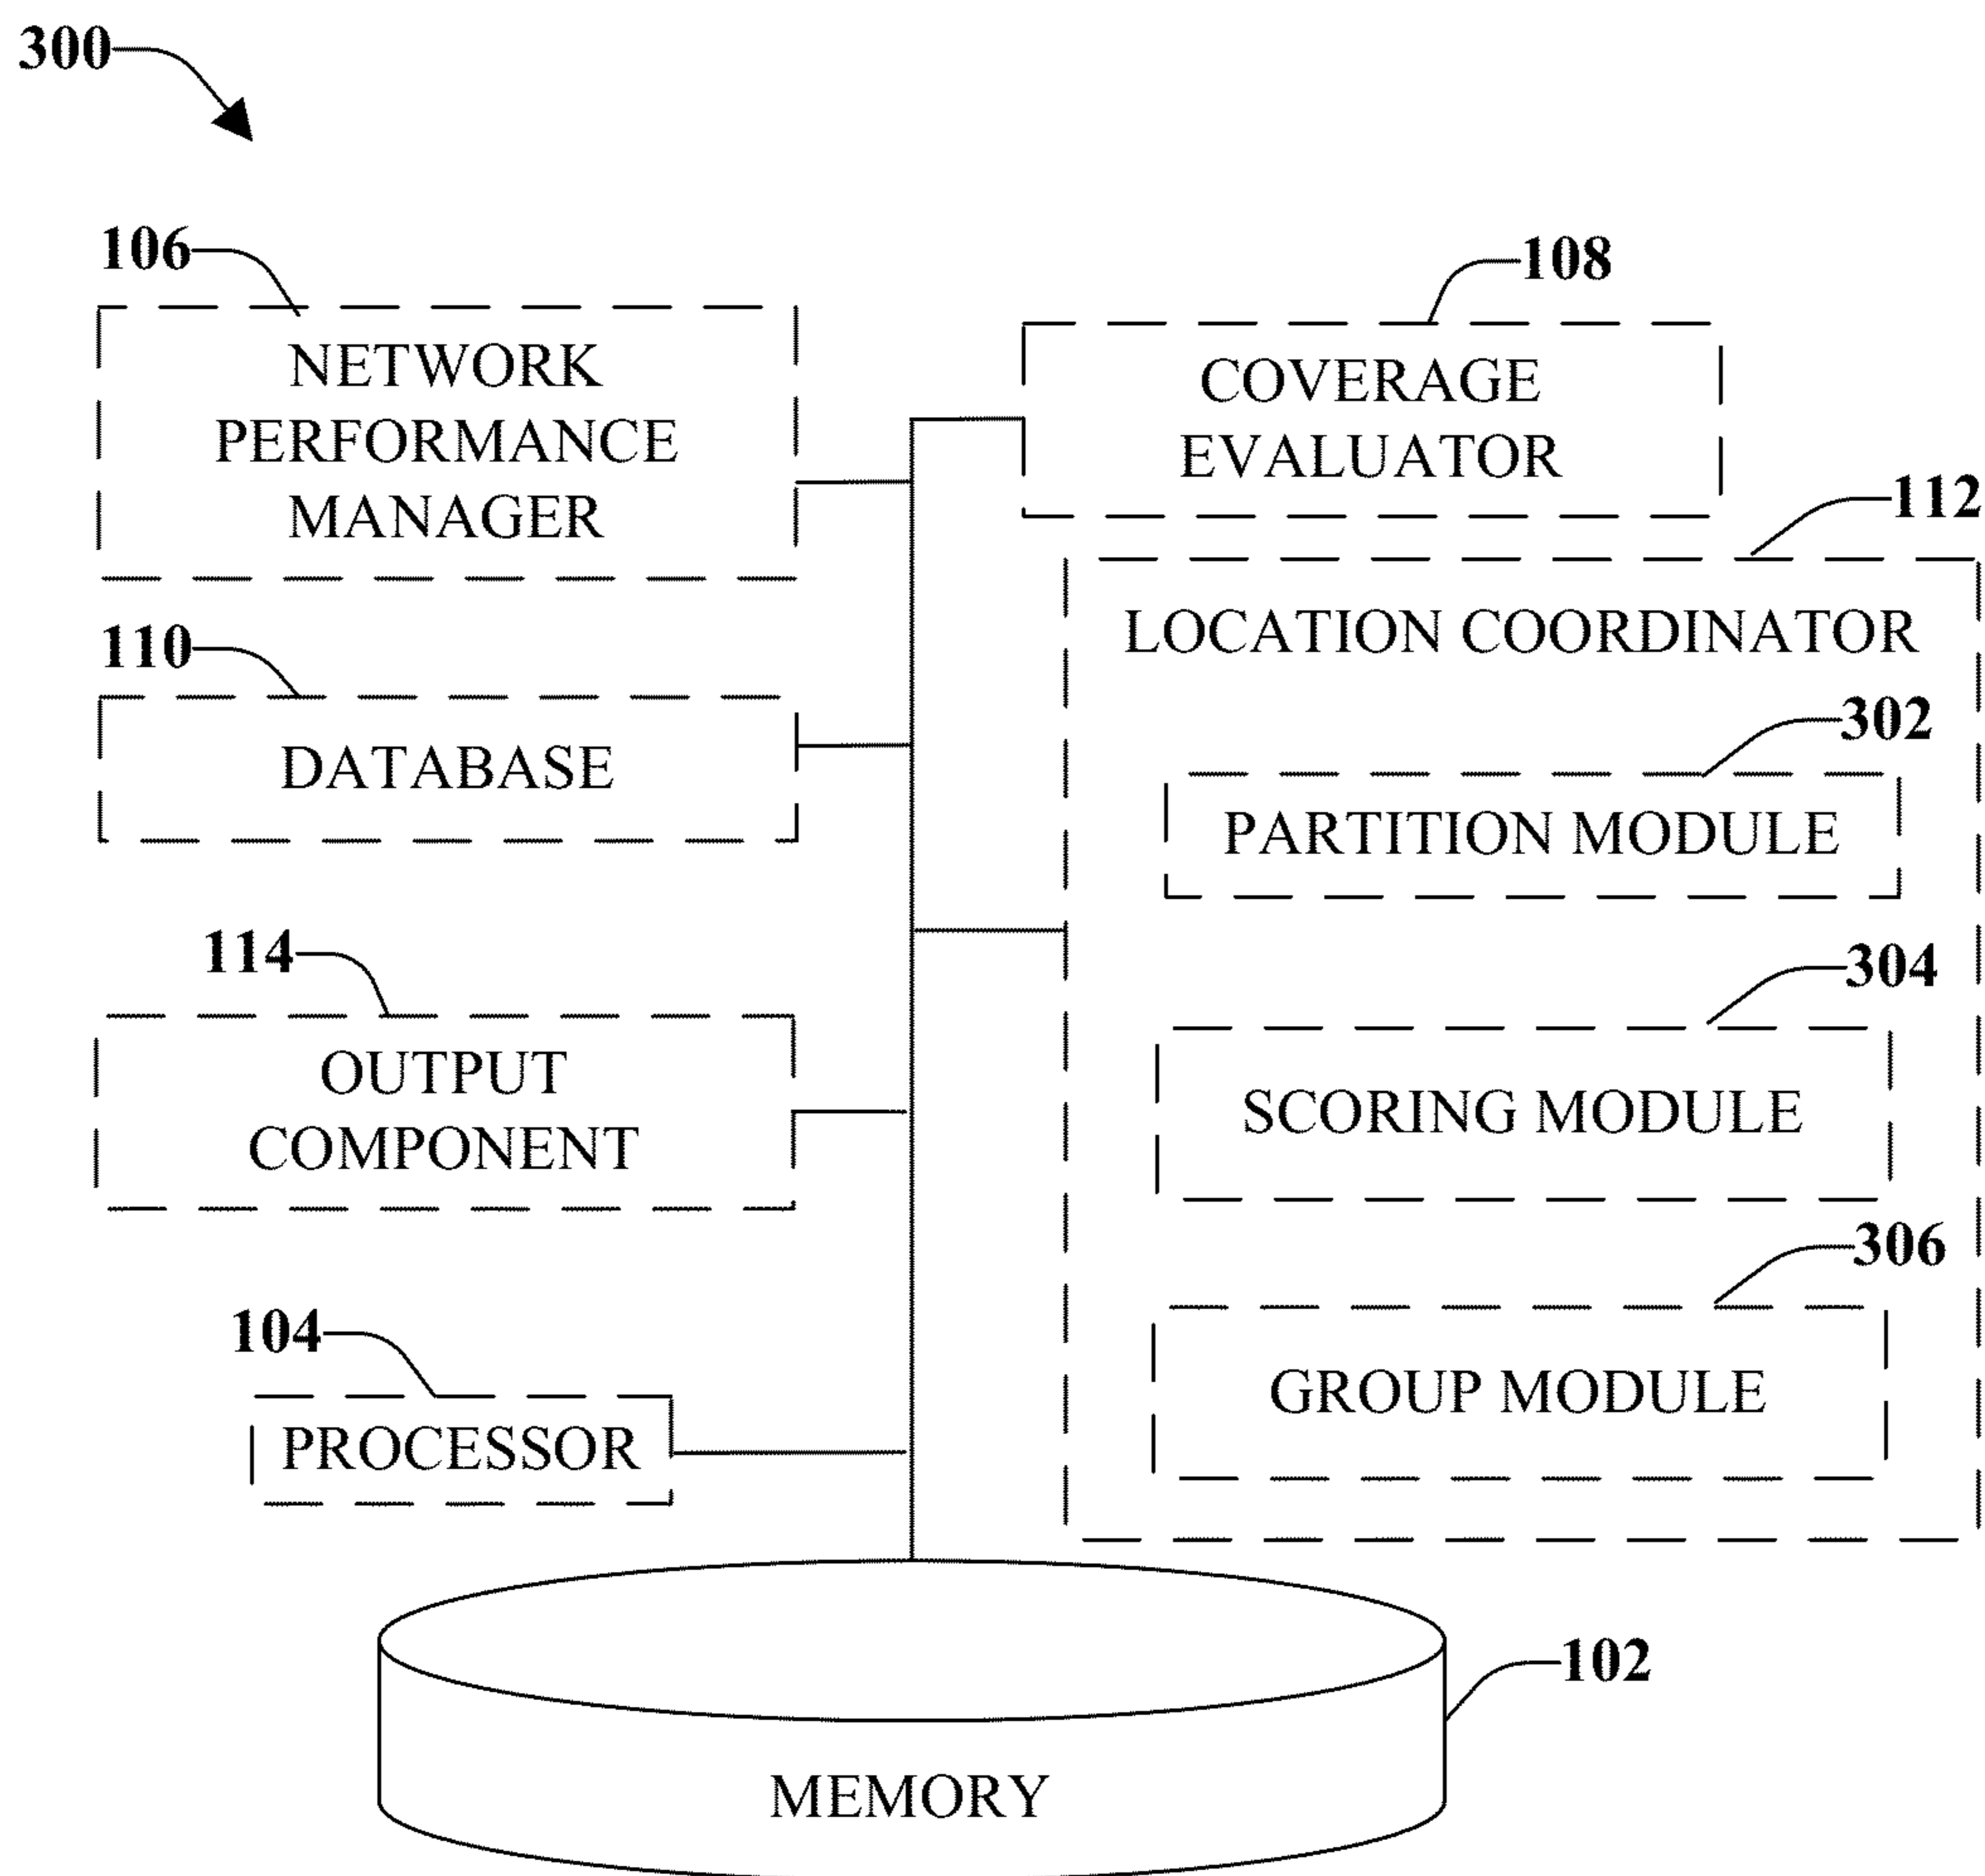 300
106
NETWORK
PERFORMANCE
MANAGER
108
COVERAGE
EVALUATOR
112
LOCATION COORDINATOR
110
DATABASE
302
PARTITION MODULE
114
OUTPUT
COMPONENT
304
SCORING MODULE
306
GROUP MODULE
104
PROCESSOR
102
MEMORY